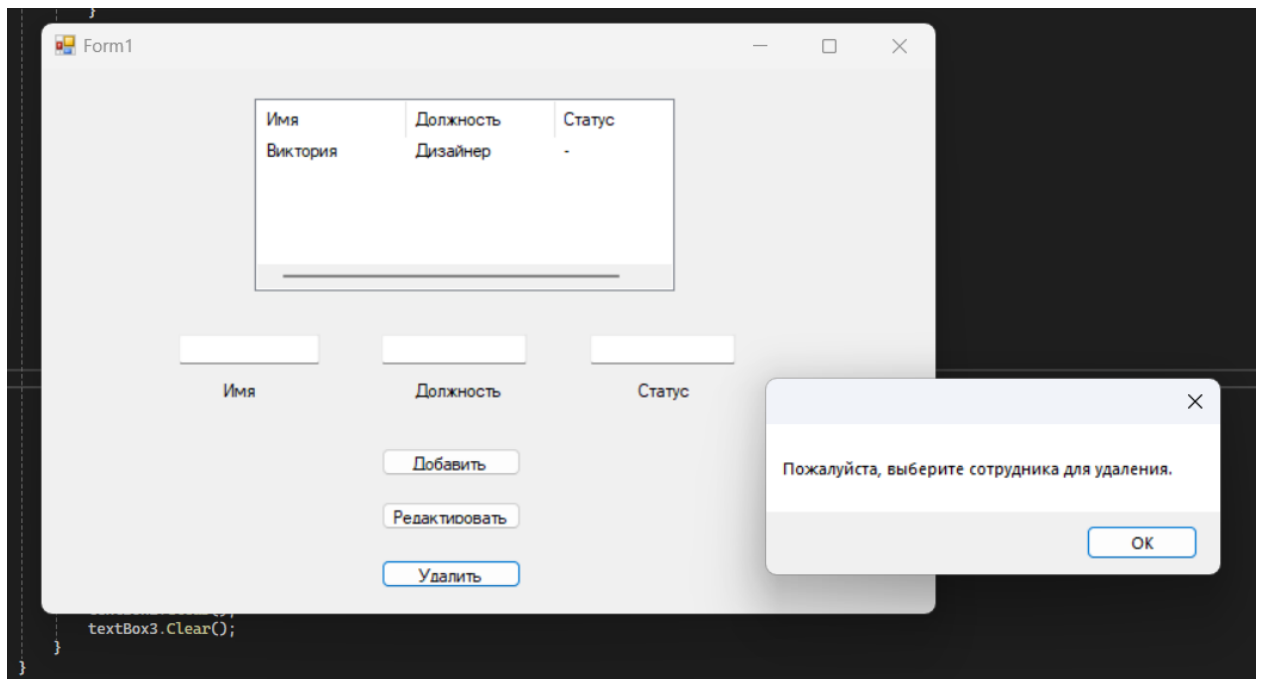 }
Form1
Имя Должность Статус
Виктория Дизайнер -
Имя Должность Статус
Пожалуйста, выберите сотрудника для удаления.
Добавить
OK
Редактировать
Удалить
textBox3.Clear();
}
}